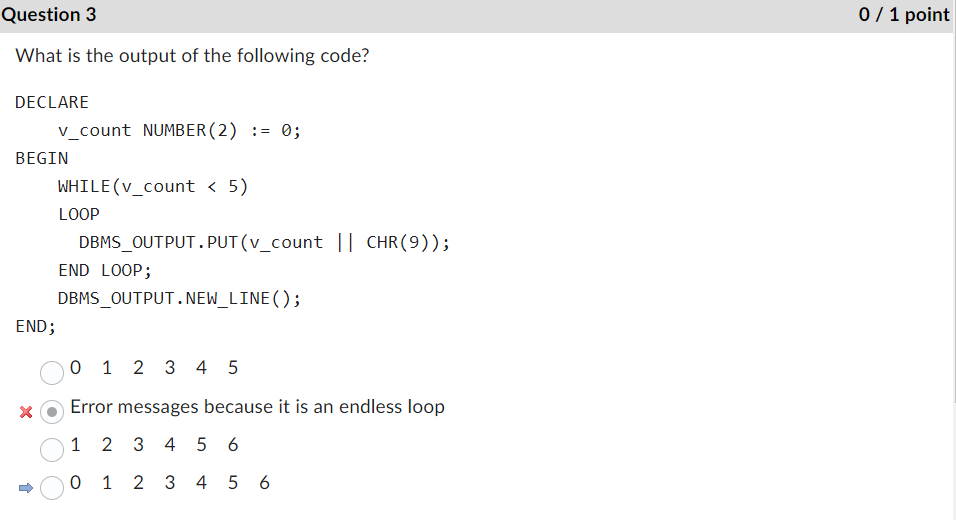 Question 3 0 / 1 point
What is the output of the following code?
DECLARE
v_count NUMBER(2) := 0;
BEGIN
WHILE(v_count < 5)
LOOP
DBMS_OUTPUT.PUT(v_count || CHR(9));
END LOOP;
DBMS_OUTPUT.NEW_LINE();
END;
0 1 2 3 4 5
Error messages because it is an endless loop
1 2 3 4 5 6
0 1 2 3 4 5 6